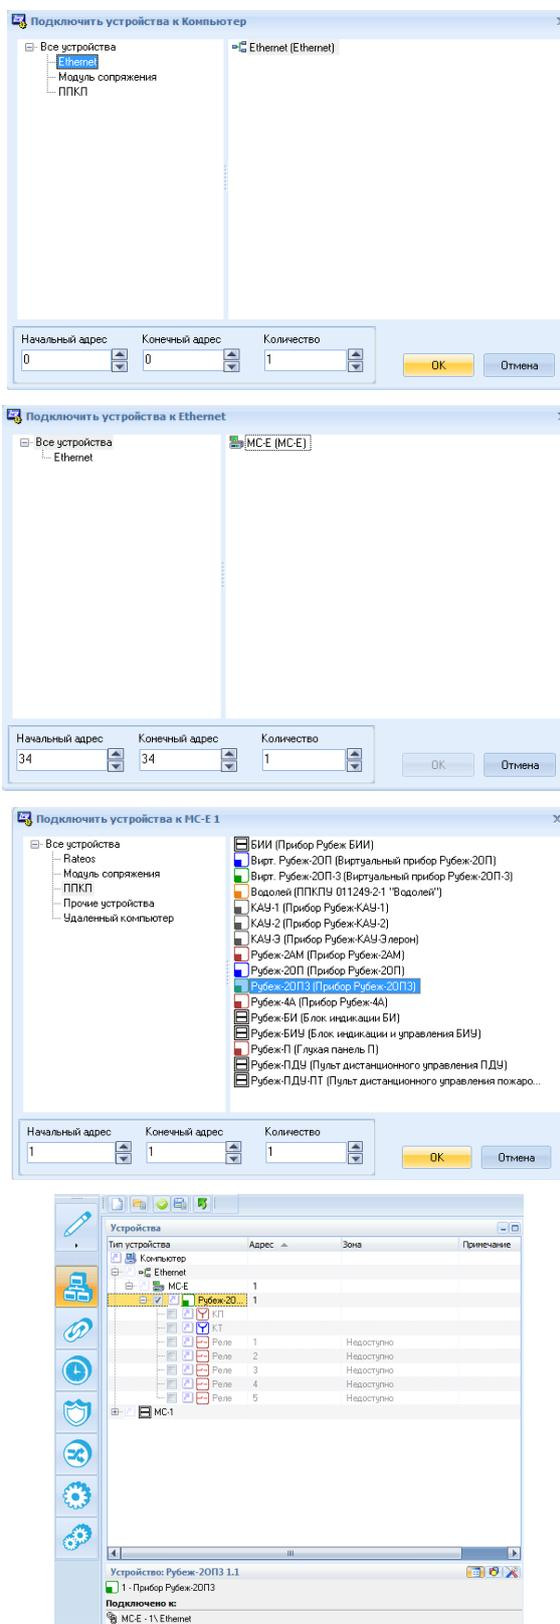 Подключить устройства к Компьютер
Все устройства
Ethernet
Модуль сопряжения
ППКП
Ethernet (Ethernet)
Начальный адрес
Конечный адрес
Количество
0
0
1
OK
Отмена
Подключить устройства к Ethernet
Все устройства
Ethernet
МС-Е (МС-Е)
Начальный адрес
Конечный адрес
Количество
34
34
1
OK
Отмена
Подключить устройства к МС-Е 1
Все устройства
Rateos
Модуль сопряжения
ППКП
Прочие устройства
Удаленный компьютер
БИИ (Прибор Рубеж БИИ)
Вирт. Рубеж-2ОП (Виртуальный прибор Рубеж-2ОП)
Вирт. Рубеж-2ОП-3 (Виртуальный прибор Рубеж-2ОП-3)
Водолей (ППКПУ 011249-2-1 "Водолей")
КАУ-1 (Прибор Рубеж-КАУ-1)
КАУ-2 (Прибор Рубеж-КАУ-2)
КАУ-Э (Прибор Рубеж-КАУ-Элерон)
Рубеж-2АМ (Прибор Рубеж-2АМ)
Рубеж-2ОП (Прибор Рубеж-2ОП)
Рубеж-2ОП3 (Прибор Рубеж-2ОП3)
Рубеж-4А (Прибор Рубеж-4А)
Рубеж-БИ (Блок индикации БИ)
Рубеж-БИУ (Блок индикации и управления БИУ)
Рубеж-П (Глухая панель П)
Рубеж-ПДУ (Пульт дистанционного управления ПДУ)
Рубеж-ПДУ-ПТ (Пульт дистанционного управления пожаро...
Начальный адрес
Конечный адрес
Количество
1
1
1
OK
Отмена
Устройства
Тип устройства Адрес Зона Примечание
Компьютер
Ethernet
МС-Е 1
Рубеж-2О... 1
КП
КТ
Реле 1 Недоступно
Реле 2 Недоступно
Реле 3 Недоступно
Реле 4 Недоступно
Реле 5 Недоступно
МС-1
Устройство: Рубеж-2ОП3 1.1
1 - Прибор Рубеж-2ОП3
Подключено к:
МС-Е - 1\ Ethernet